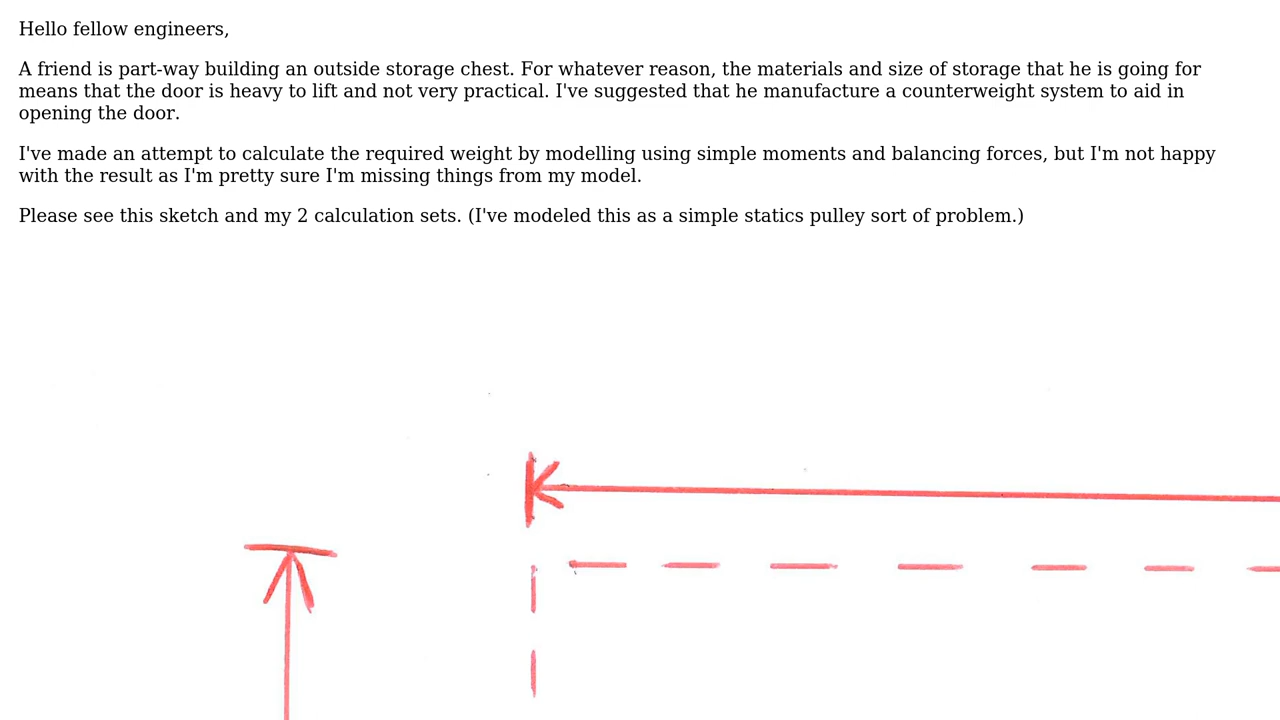 Hello fellow engineers,
A friend is part-way building an outside storage chest. For whatever reason, the materials and size of storage that he is going for
means that the door is heavy to lift and not very practical. I've suggested that he manufacture a counterweight system to aid in
opening the door.
I've made an attempt to calculate the required weight by modelling using simple moments and balancing forces, but I'm not happy
with the result as I'm pretty sure I'm missing things from my model.
Please see this sketch and my 2 calculation sets. (I've modeled this as a simple statics pulley sort of problem.)